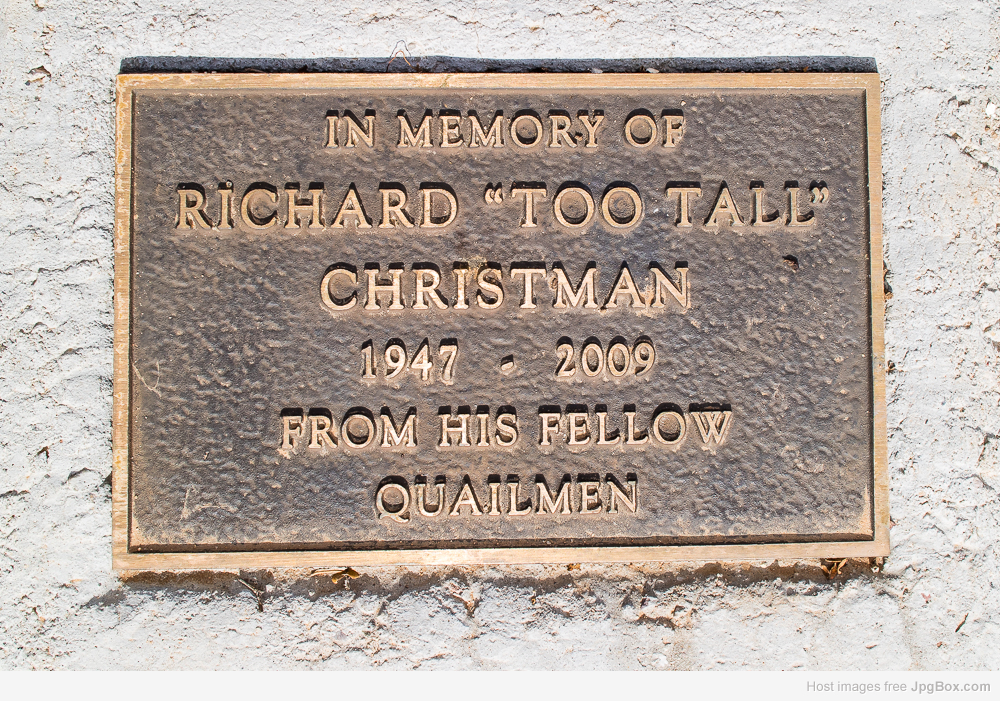 IN MEMORY OF
RICHARD “TOO TALL”
CHRISTMAN
1947 - 2009
FROM HIS FELLOW
QUAILMEN
Host images free JpgBox.com